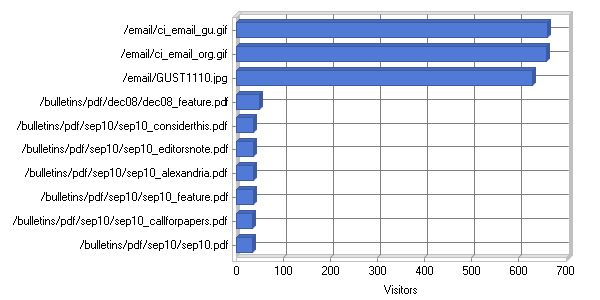 /email/ci_email_gu.gif
/email/ci_email_org.gif
/email/GUST1110.jpg
/bulletins/pdf/dec08/dec08_feature.pdf
/bulletins/pdf/sep10/sep10_considerthis.pdf
/bulletins/pdf/sep10/sep10_editorsnote.pdf
/bulletins/pdf/sep10/sep10_alexandria.pdf
/bulletins/pdf/sep10/sep10_feature.pdf
/bulletins/pdf/sep10/sep10_callforpapers.pdf
/bulletins/pdf/sep10/sep10.pdf
0 100 200 300 400 500 600 700
Visitors